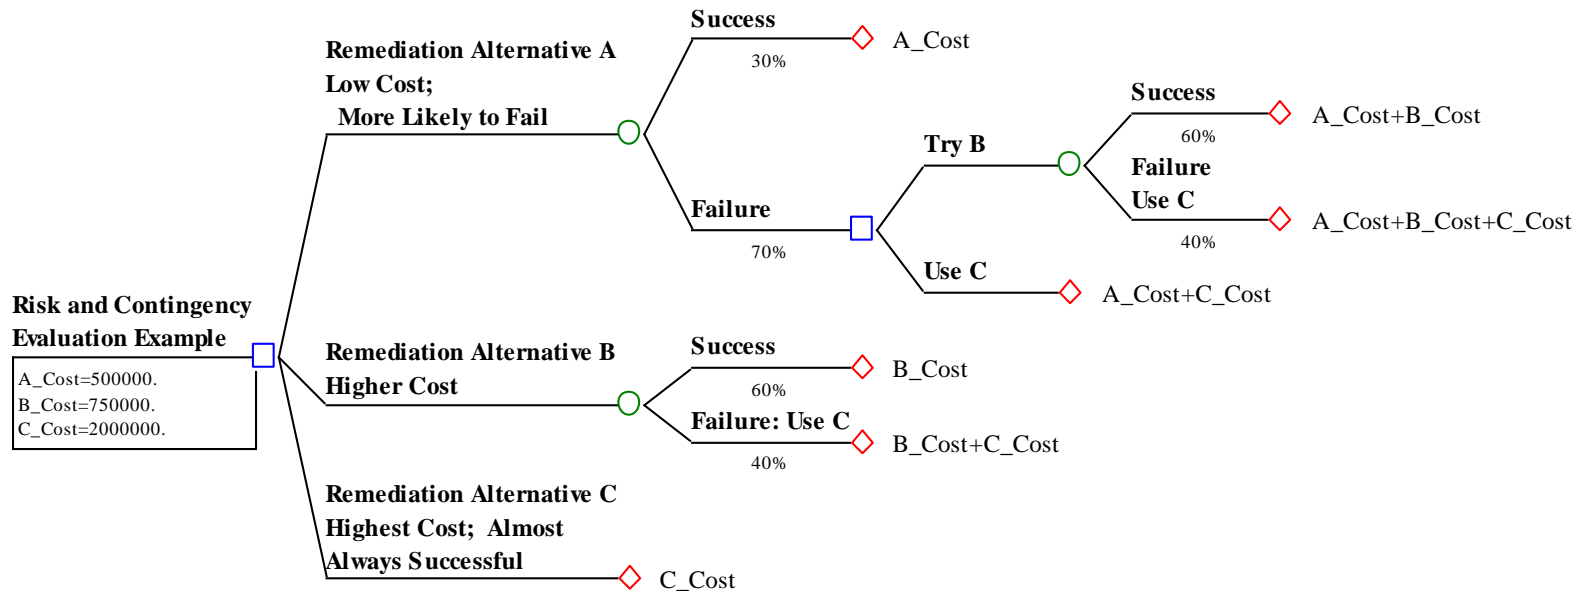 Risk and Contingency
Evaluation Example
A_Cost=500000.
B_Cost=750000.
C_Cost=2000000.
Remediation Alternative A
Low Cost;
More Likely to Fail
Success
30%
A_Cost
Failure
70%
Try B
Success
60%
A_Cost+B_Cost
Failure
Use C
40%
A_Cost+B_Cost+C_Cost
Use C
A_Cost+C_Cost
Remediation Alternative B
Higher Cost
Success
60%
B_Cost
Failure: Use C
40%
B_Cost+C_Cost
Remediation Alternative C
Highest Cost; Almost
Always Successful
C_Cost